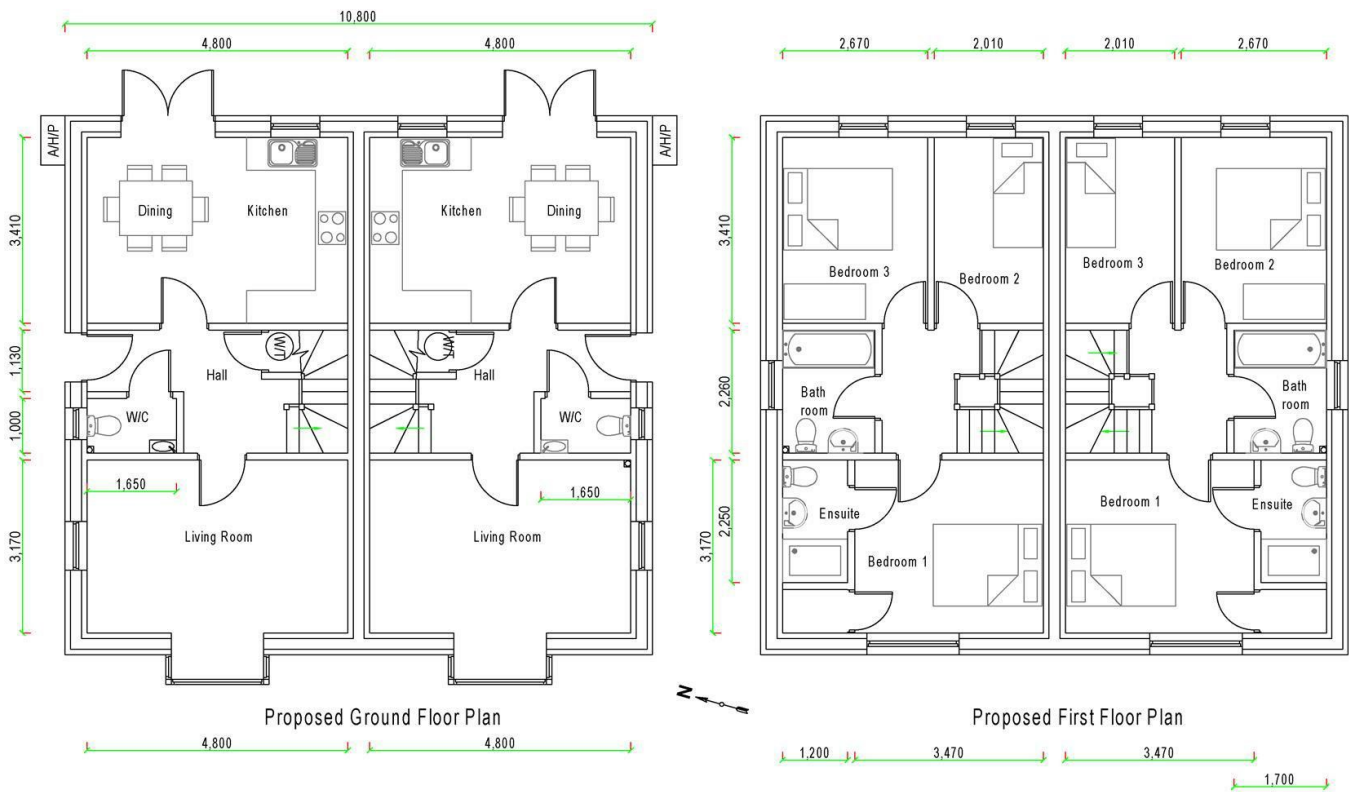 10,800
4,800
4,800
2,670
2,010
2,010
2,670
A/H/P
A/H/P
3,410
Dining
Kitchen
Kitchen
Dining
3,410
Bedroom 3
Bedroom 2
Bedroom 3
Bedroom 2
1,130
Hall
W/T
W/T
Hall
2,260
Bath
room
Bath
room
1,000
W/C
W/C
1,650
1,650
3,170
Living Room
Living Room
3,170
2,250
Ensuite
Bedroom 1
Bedroom 1
Ensuite
N
Proposed Ground Floor Plan
Proposed First Floor Plan
4,800
4,800
1,200
3,470
3,470
1,700